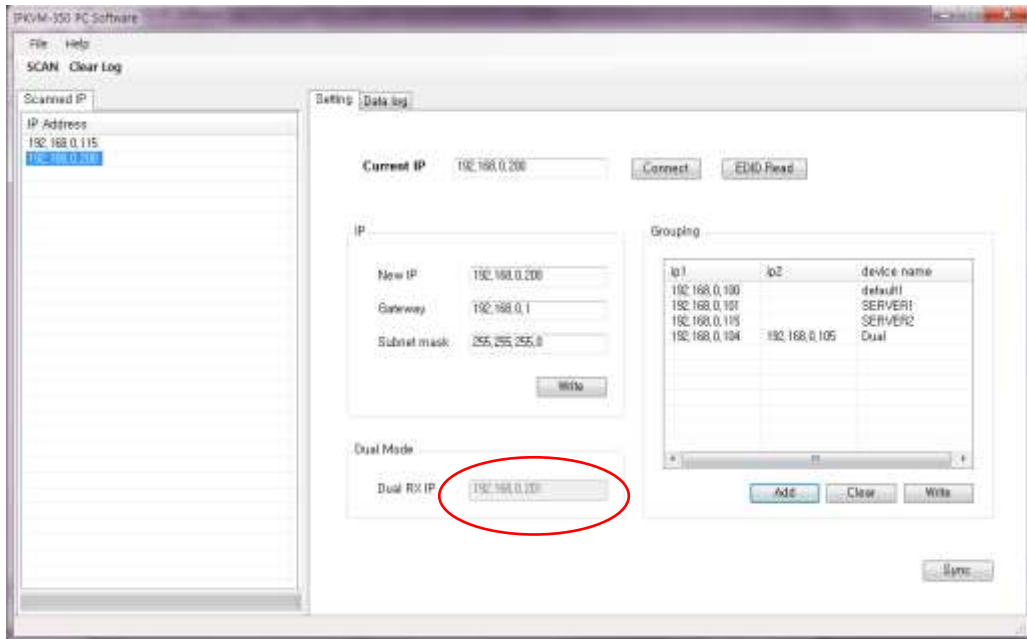 IPKVM-350 PC Software
File Help
SCAN Clear Log
Scanned IP
IP Address
192.168.0.115
192.168.0.200
Setting Data log
Current IP 192,168,0,200 Connect EDID Read
IP
New IP 192,168,0,200
Gateway 192,168,0,1
Subnet mask 255,255,255,0
Write
Dual Mode
Dual RX IP 192,168,0,201
Grouping
ip1 ip2 device name
192,168,0,100 default1
192,168,0,101 SERVER1
192,168,0,115 SERVER2
192,168,0,104 192,168,0,105 Dual
Add Clear Write
Sync